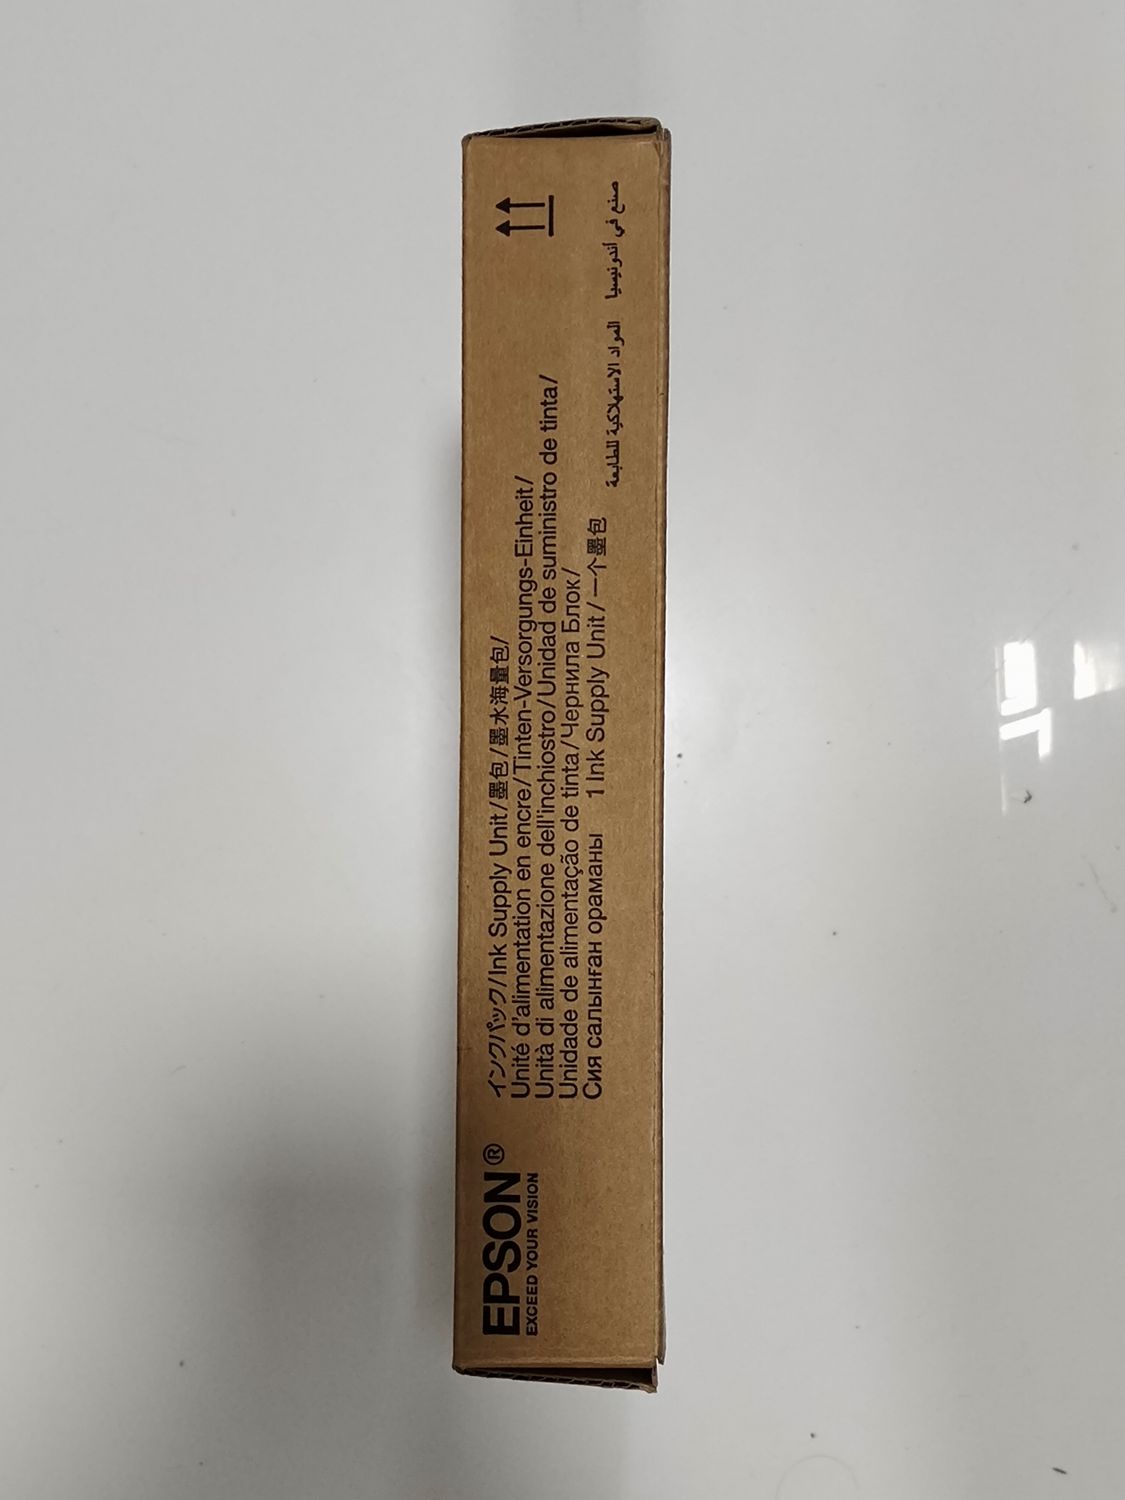 EPSON®
EXCEED YOUR VISION
インクパック/Ink Supply Unit/墨包/墨水海量包/
Unité d'alimentation en encre/Tinten-Versorgungs-Einheit/
Unità di alimentazione dell'inchiostro/Unidad de suministro de tinta/
Unidade de alimentação de tinta/Чернила Блок/
Сия салынған орамaны 1 Ink Supply Unit/一个墨包
المواد الاستهلاكية للطابعة صنع في أندونيسيا